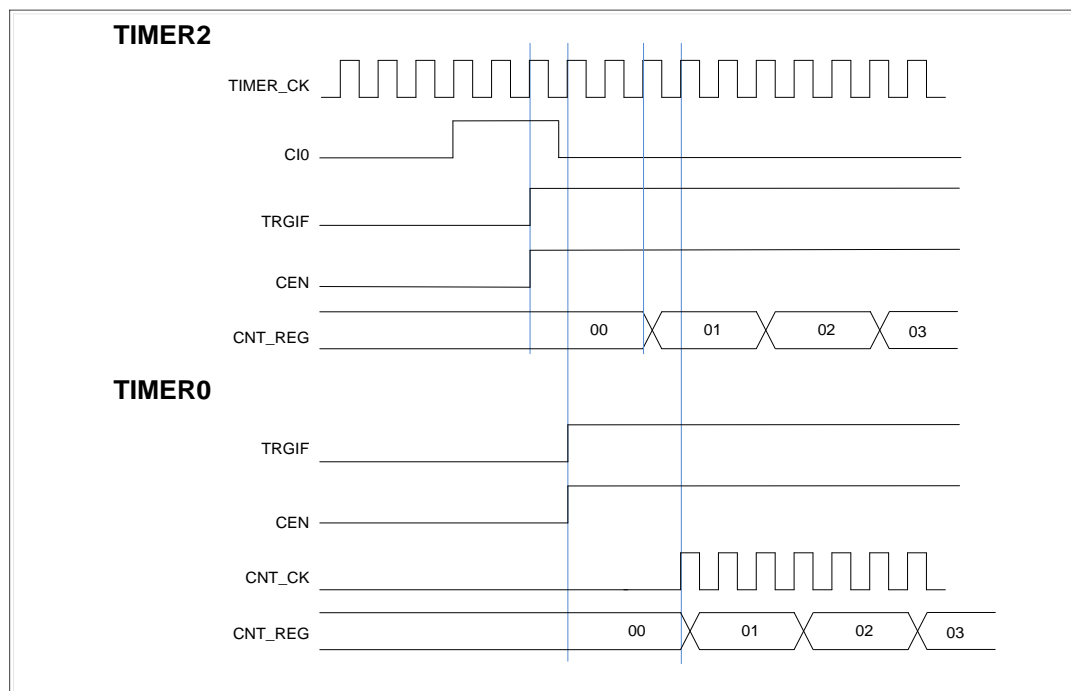 TIMER2
TIMER_CK
CI0
TRGIF
CEN
CNT_REG 00 01 02 03
TIMER0
TRGIF
CEN
CNT_CK
CNT_REG 00 01 02 03